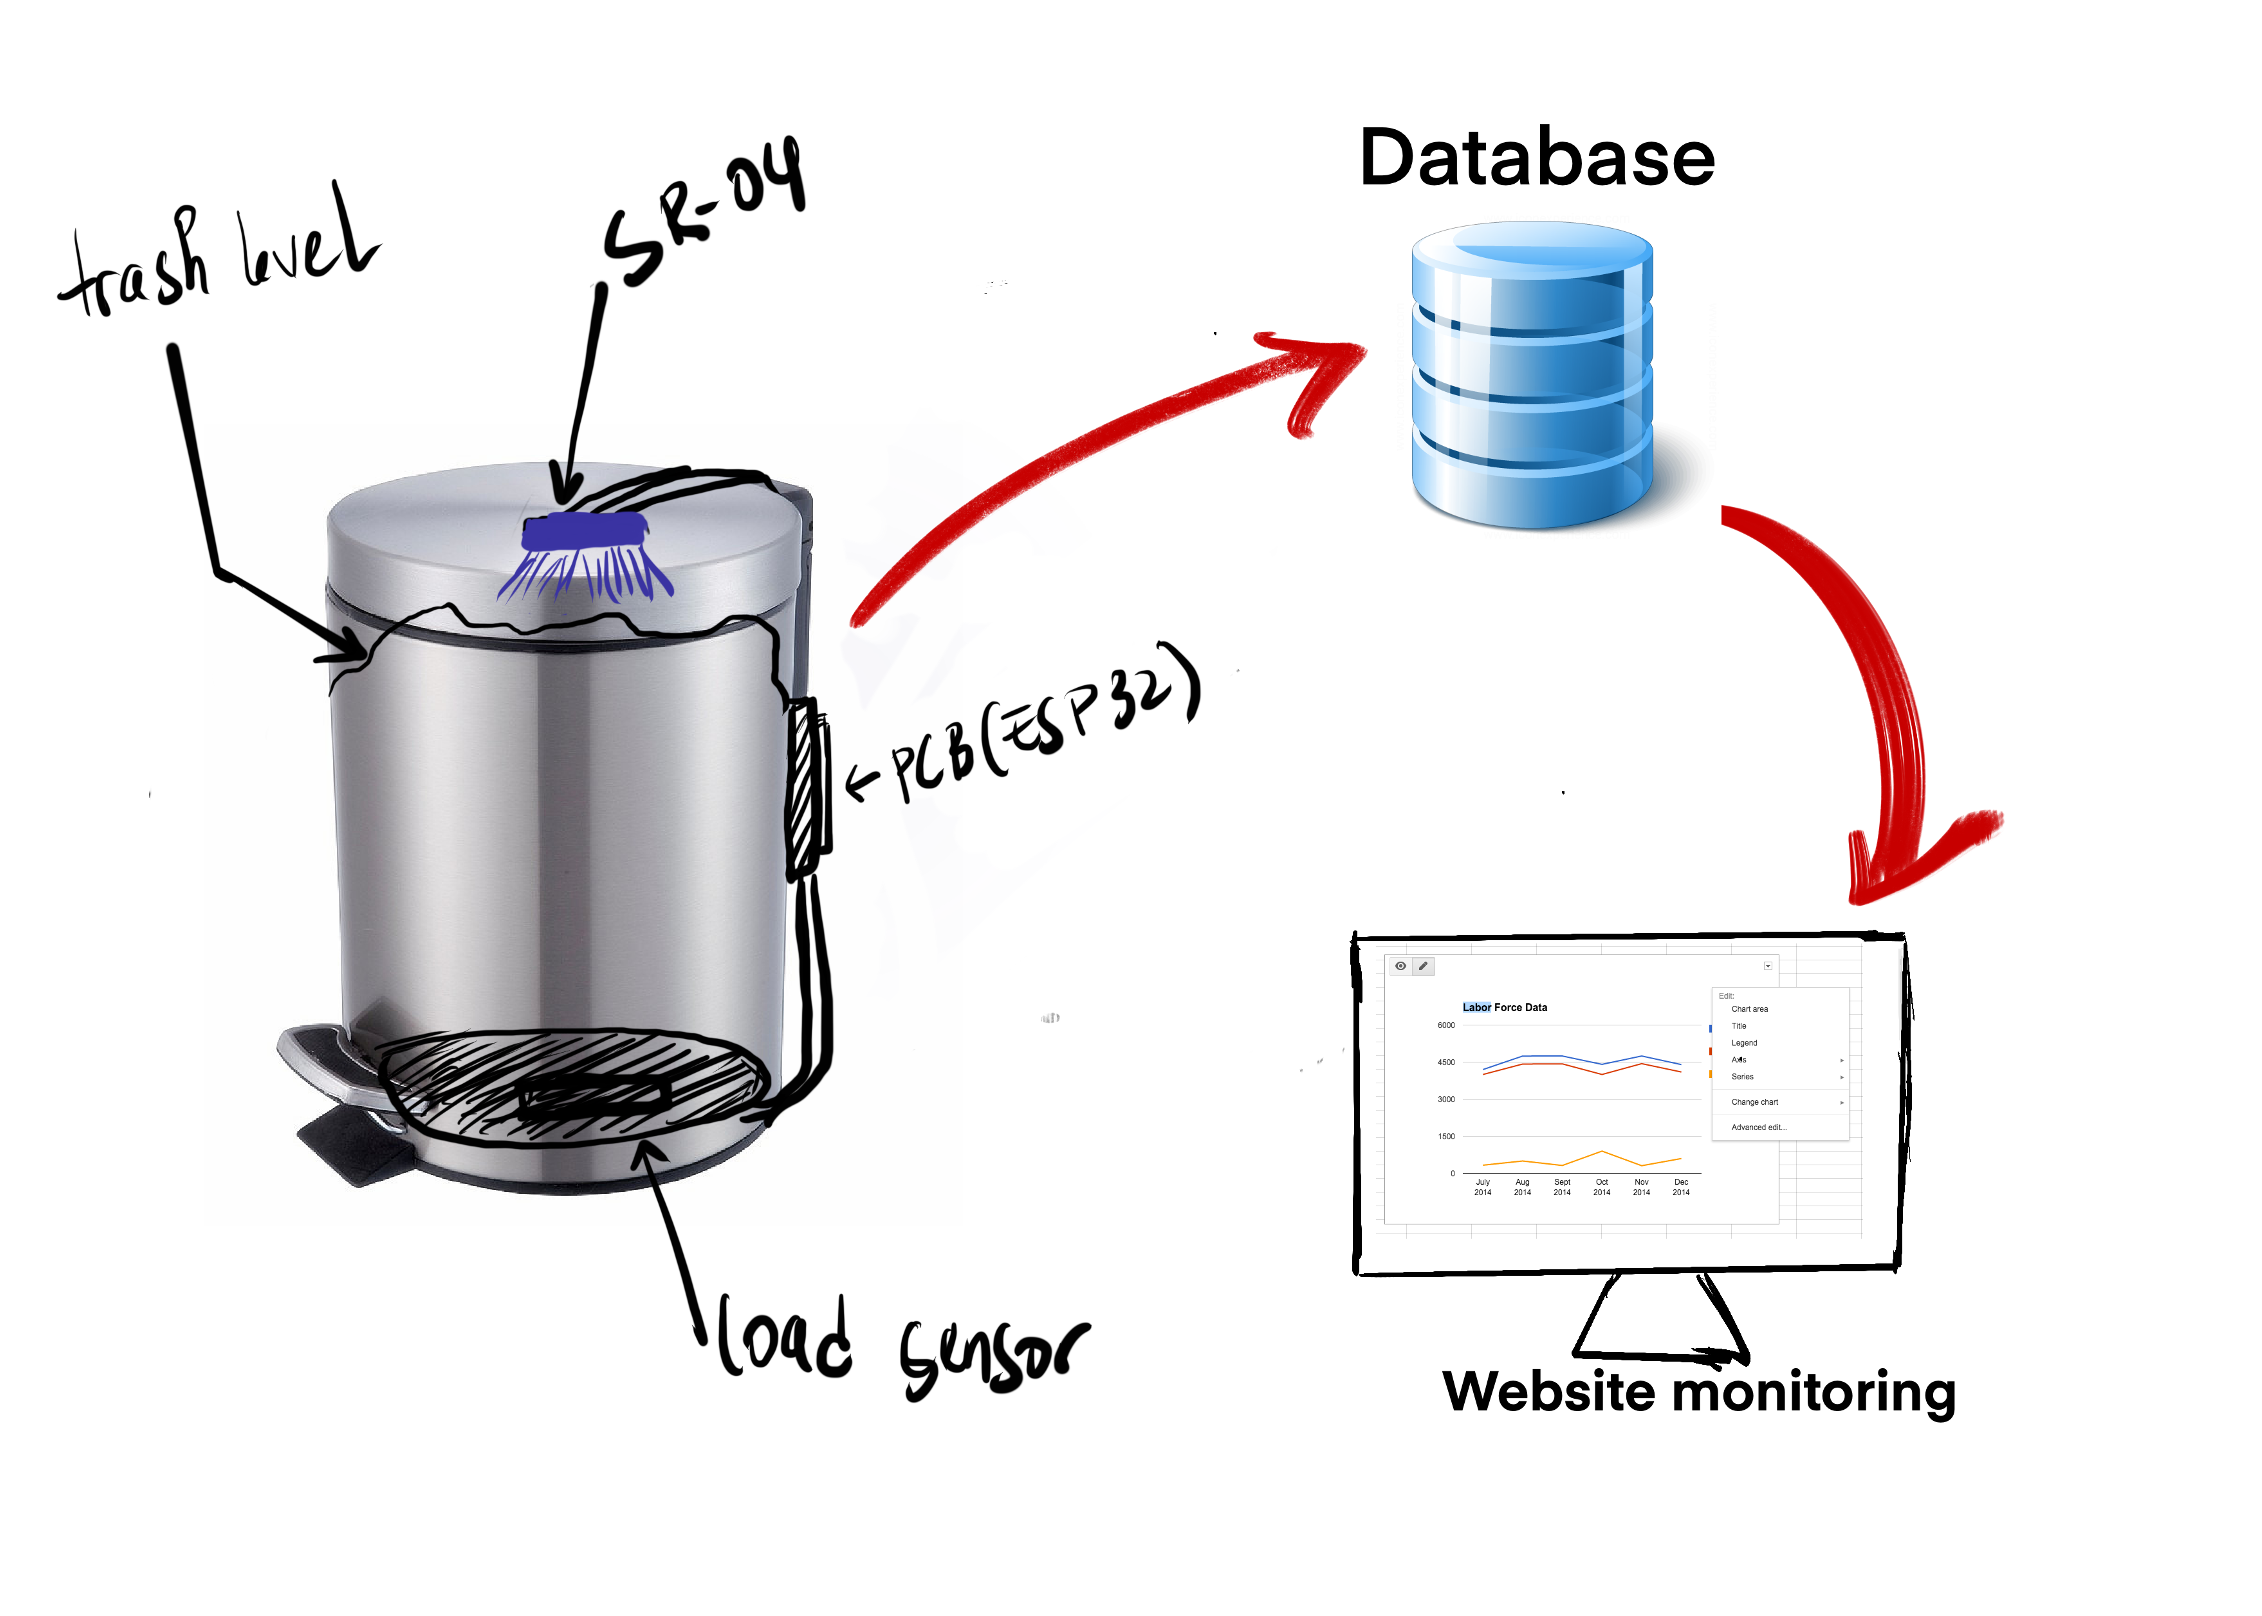 trash level
SR-04
Database
PCB (ESP32)
load sensor
Labor Force Data
6000
4500
3000
1500
0
July 2014
Aug 2014
Sept 2014
Oct 2014
Nov 2014
Dec 2014
Edit:
Chart area
Title
Legend
Axis
Series
Change chart
Advanced edit...
Website monitoring